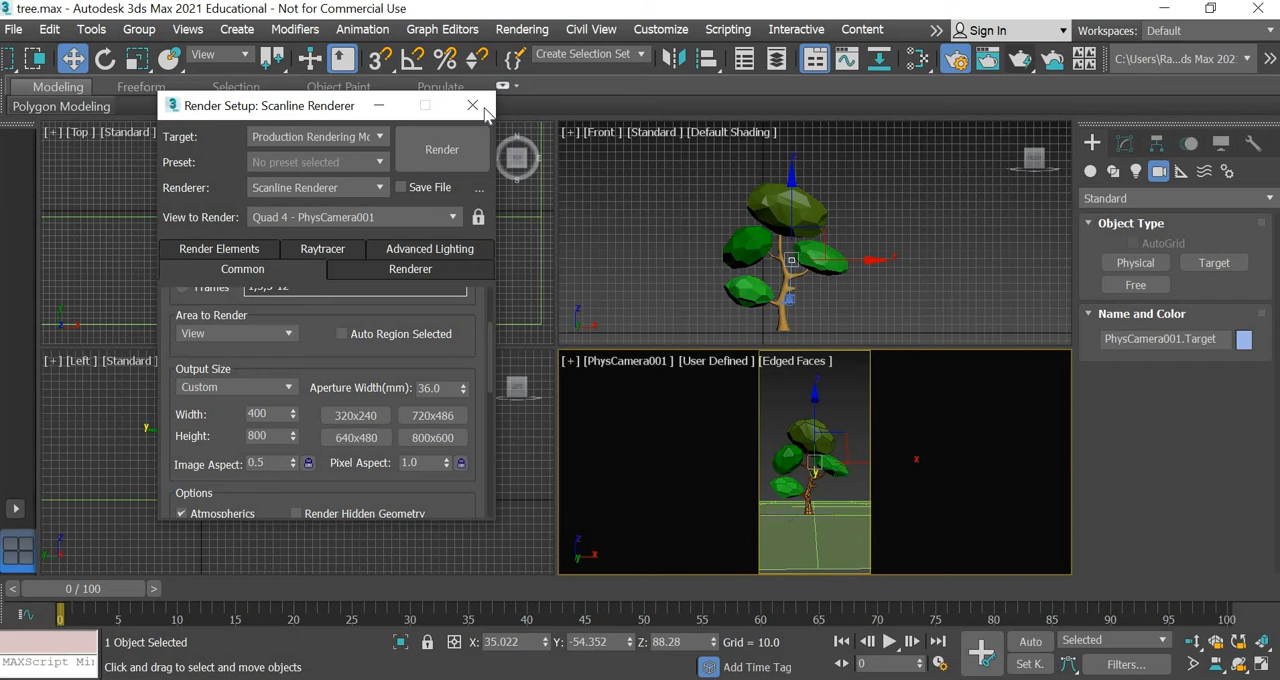 tree.max - Autodesk 3ds Max 2021 Educational - Not for Commercial Use
File Edit Tools Group Views Create Modifiers Animation Graph Editors Rendering Civil View Customize Scripting Interactive Content Sign In Workspaces: Default
View Create Selection Set C:\Users\Ra...ds Max 2021
Modeling Freeform Selection Object Paint Populate
Polygon Modeling
Render Setup: Scanline Renderer
Target: Production Rendering Mc
Render
Preset: No preset selected
Renderer: Scanline Renderer Save File ...
View to Render: Quad 4 - PhysCamera001
Render Elements Raytracer Advanced Lighting
Common Renderer
Frames 1,3,5-12
Area to Render
View Auto Region Selected
Output Size
Custom Aperture Width(mm): 36.0
Width: 400 320x240 720x486
Height: 800 640x480 800x600
Image Aspect: 0.5 Pixel Aspect: 1.0
Options
Atmospherics Render Hidden Geometry
[+] [Top] [Standard]
[+] [Front] [Standard] [Default Shading]
[+] [Left] [Standard]
[+] [PhysCamera001] [User Defined] [Edged Faces]
N
TOP
S
z
x
y
Standard
Object Type
AutoGrid
Physical Target
Free
Name and Color
PhysCamera001.Target
0 / 100
0 5 10 15 20 25 30 35 40 45 50 55 60 65 70 75 80 85 90 95 100
1 Object Selected X: 35.022 Y: -54.352 Z: 88.28 Grid = 10.0 Auto Selected
MAXScript Mi: Click and drag to select and move objects Add Time Tag 0 Set K. Filters...